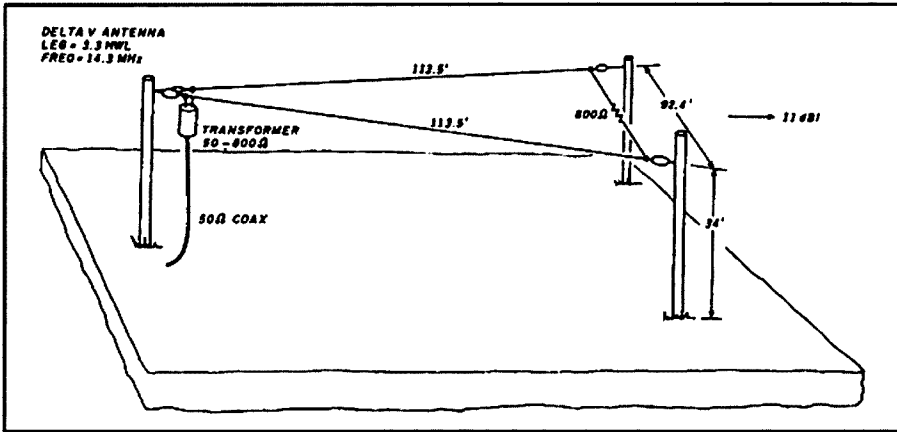 DELTA V ANTENNA
LEG = 3.3 HWL
FREQ = 14.3 MHz
113.5'
113.5'
800Ω
92.4'
11 dBi
TRANSFORMER
50-800Ω
50Ω COAX
34'